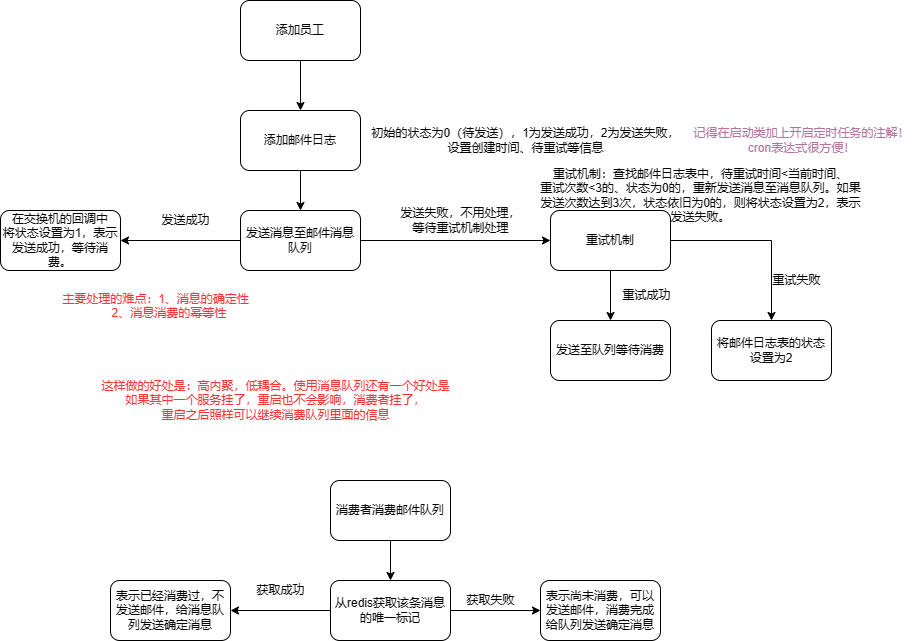 添加员工
添加邮件日志
初始的状态为0（待发送），1为发送成功，2为发送失败，
设置创建时间、待重试等信息
记得在启动类加上开启定时任务的注解！
cron表达式很方便！
重试机制：查找邮件日志表中，待重试时间<当前时间、
重试次数<3的、状态为0的，重新发送消息至消息队列。如果
发送次数达到3次，状态依旧为0的，则将状态设置为2，表示
发送失败。
在交换机的回调中
将状态设置为1，表示
发送成功，等待消
费。
发送成功
发送消息至邮件消息
队列
发送失败，不用处理，
等待重试机制处理
重试机制
重试失败
重试成功
主要处理的难点：1、消息的确定性
2、消息消费的幂等性
发送至队列等待消费
将邮件日志表的状态
设置为2
这样做的好处是：高内聚，低耦合。使用消息队列还有一个好处是
如果其中一个服务挂了，重启也不会影响，消费者挂了，
重启之后照样可以继续消费队列里面的信息
消费者消费邮件队列
表示已经消费过，不
发送邮件，给消息队
列发送确定消息
获取成功
从redis获取该条消息
的唯一标记
获取失败
表示尚未消费，可以
发送邮件，消费完成
给队列发送确定消息